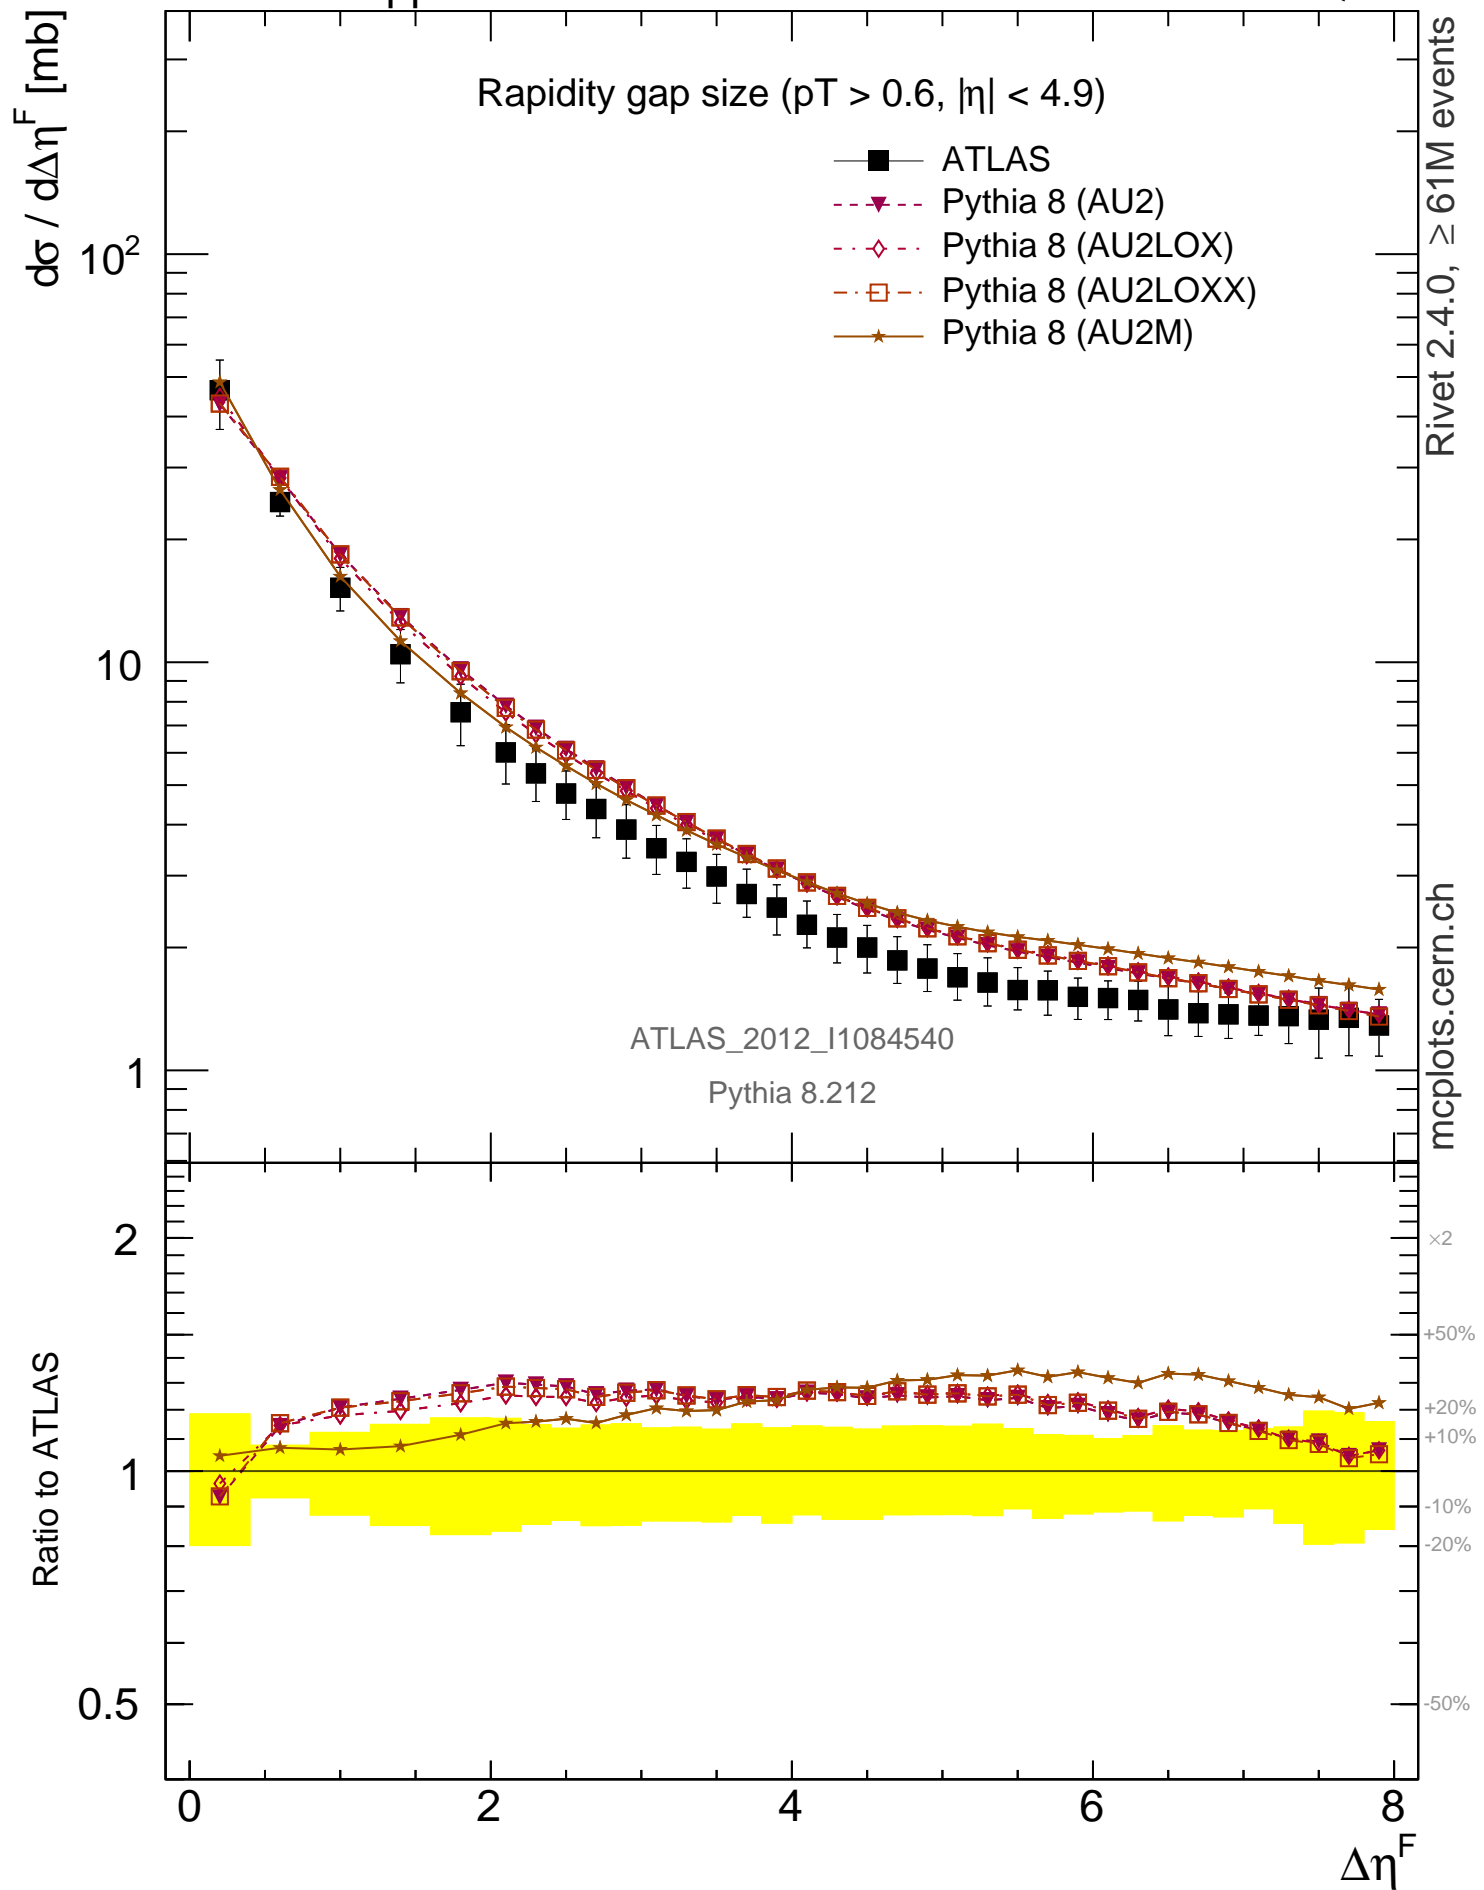 pp
dσ / dΔη^F [mb]
Rapidity gap size (pT > 0.6, |η| < 4.9)
ATLAS
Pythia 8 (AU2)
Pythia 8 (AU2LOX)
Pythia 8 (AU2LOXX)
Pythia 8 (AU2M)
10^2
10
1
ATLAS_2012_I1084540
Pythia 8.212
Rivet 2.4.0, ≥ 61M events
mcplots.cern.ch
Ratio to ATLAS
2
1
0.5
×2
+50%
+20%
+10%
-10%
-20%
-50%
0 2 4 6 8
Δη^F